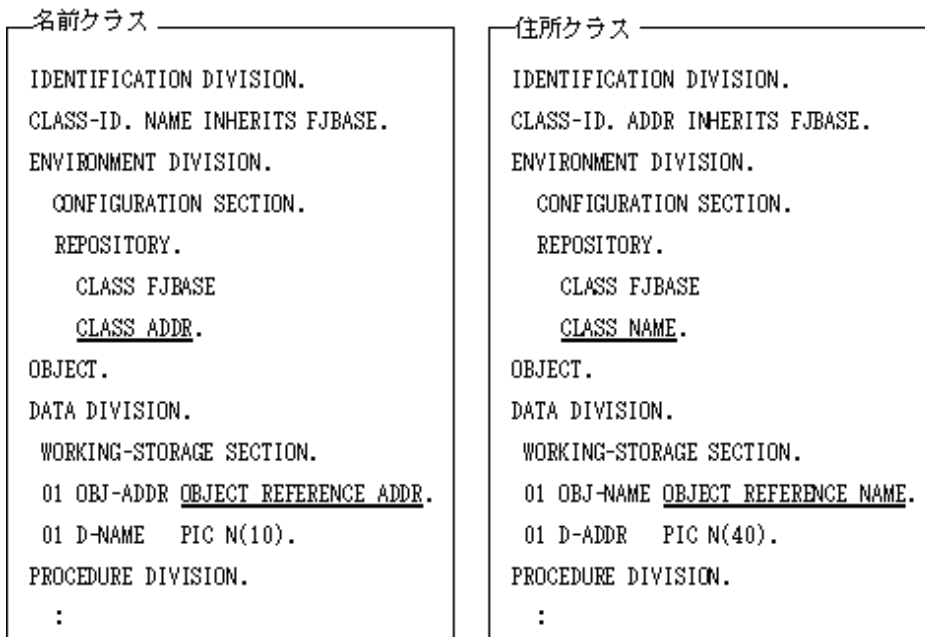 名前クラス
IDENTIFICATION DIVISION.
CLASS-ID. NAME INHERITS FJBASE.
ENVIRONMENT DIVISION.
CONFIGURATION SECTION.
REPOSITORY.
CLASS FJBASE
CLASS ADDR.
OBJECT.
DATA DIVISION.
WORKING-STORAGE SECTION.
01 OBJ-ADDR OBJECT REFERENCE ADDR.
01 D-NAME PIC N(10).
PROCEDURE DIVISION.
:
住所クラス
IDENTIFICATION DIVISION.
CLASS-ID. ADDR INHERITS FJBASE.
ENVIRONMENT DIVISION.
CONFIGURATION SECTION.
REPOSITORY.
CLASS FJBASE
CLASS NAME.
OBJECT.
DATA DIVISION.
WORKING-STORAGE SECTION.
01 OBJ-NAME OBJECT REFERENCE NAME.
01 D-ADDR PIC N(40).
PROCEDURE DIVISION.
: